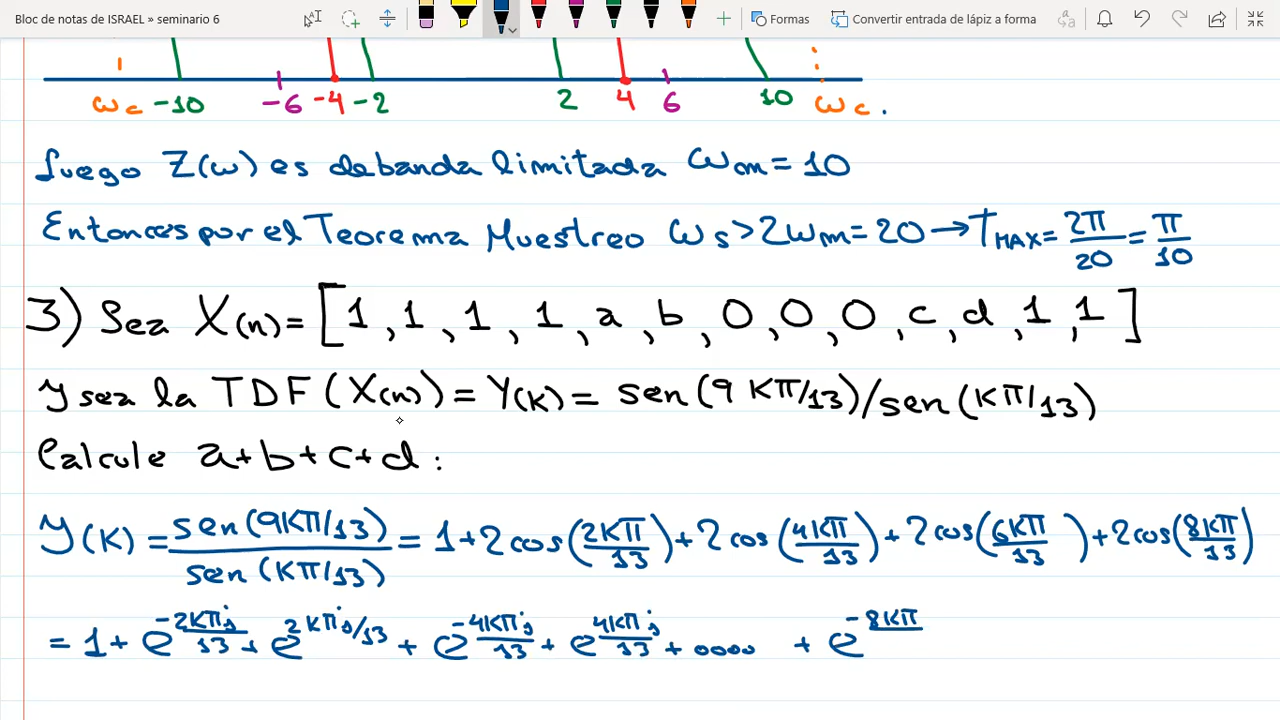 Bloc de notas de ISRAEL » seminario 6
Formas
Convertir entrada de lápiz a forma
ωc -10 -6 -4 -2 2 4 6 10 ωc.
Luego Z(ω) es de banda limitada ωm = 10
Entonces por el Teorema Muestreo ωs > 2ωm = 20 → TMAX = 2π/20 = π/10
3) Sea X(n) = [1, 1, 1, 1, a, b, 0, 0, 0, c, d, 1, 1]
y sea la TDF(X(n)) = Y(K) = sen(9Kπ/13)/sen(Kπ/13)
Calcule a+b+c+d:
Y(K) = sen(9Kπ/13)/sen(Kπ/13) = 1+2cos(2Kπ/13)+2cos(4Kπ/13)+2cos(6Kπ/13)+2cos(8Kπ/13)
= 1 + e^(-2Kπj/13) + e^(2Kπj/13) + e^(-4Kπj/13) + e^(4Kπj/13) + oooo + e^(-8Kπ